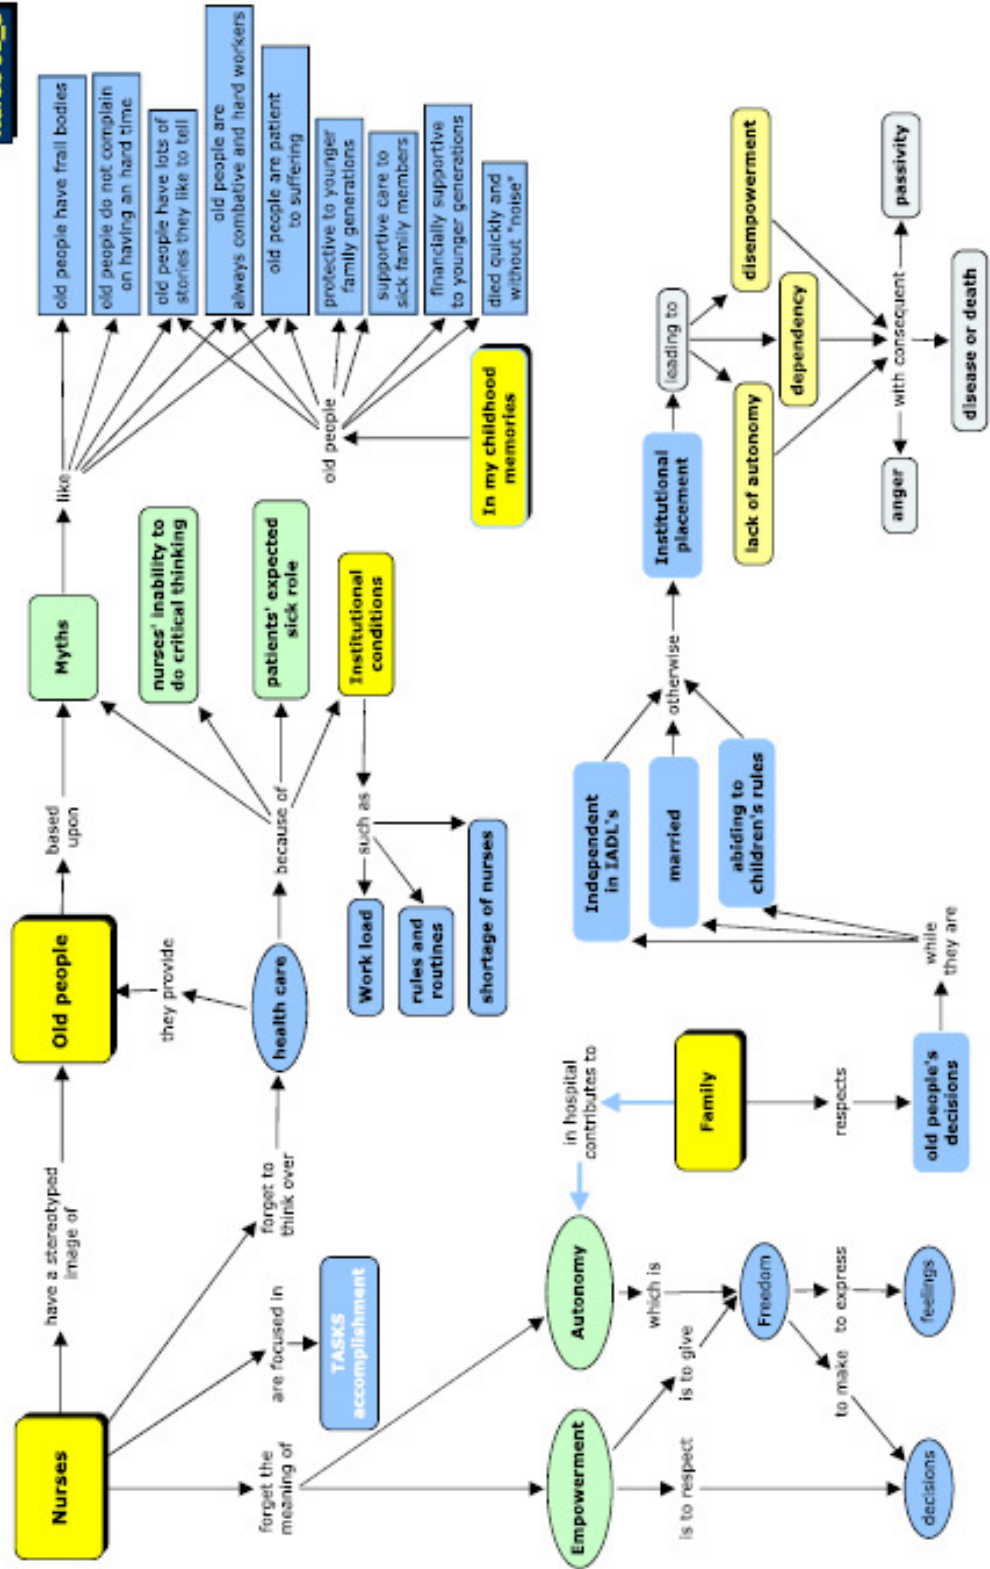 Nurses
have a stereotyped
image of
Old people
based
upon
Myths
like
old people have frail bodies
old people do not complain
on having an hard time
old people have lots of
stories they like to tell
old people are
always combative and hard workers
old people are patient
to suffering
protective to younger
family generations
supportive care to
sick family members
financially supportive
to younger generations
died quickly and
without "noise"
old people
In my childhood
memories
they provide
forget to
think over
health care
because of
nurses' inability to
do critical thinking
patients' expected
sick role
Institutional
conditions
such as
Work load
rules and
routines
shortage of nurses
are focused in
TASKS
accomplishment
forget the
meaning of
Empowerment
Autonomy
in hospital
contributes to
Family
which is
is to give
is to respect
Freedom
to make
to express
decisions
feelings
respects
old people's
decisions
while
they are
Independent
in IADL's
married
abiding to
children's rules
otherwise
Institutional
placement
leading to
lack of autonomy
dependency
disempowerment
with consequent
anger
passivity
disease or death